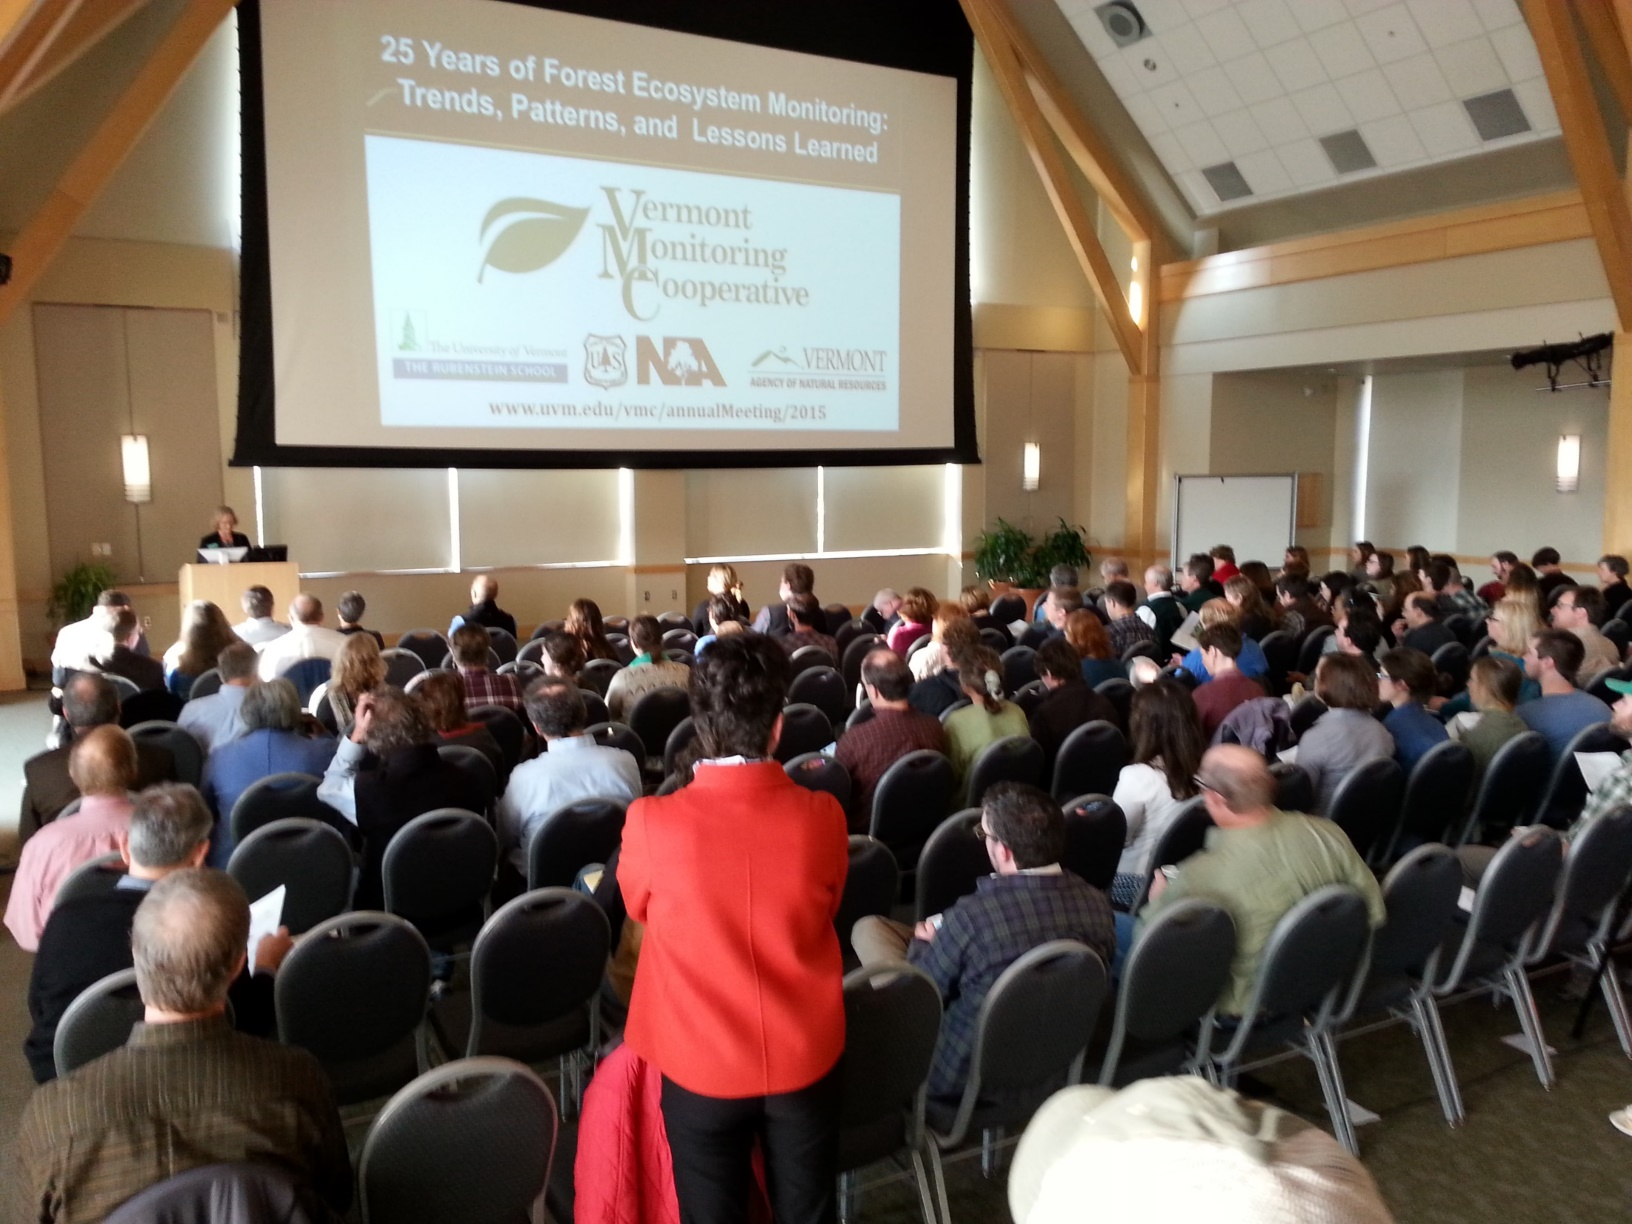 25 Years of Forest Ecosystem Monitoring:
Trends, Patterns, and Lessons Learned
Vermont
Monitoring
Cooperative
The University of Vermont
THE RUBENSTEIN SCHOOL
U S
NA
VERMONT
AGENCY OF NATURAL RESOURCES
www.uvm.edu/vmc/annualMeeting/2015